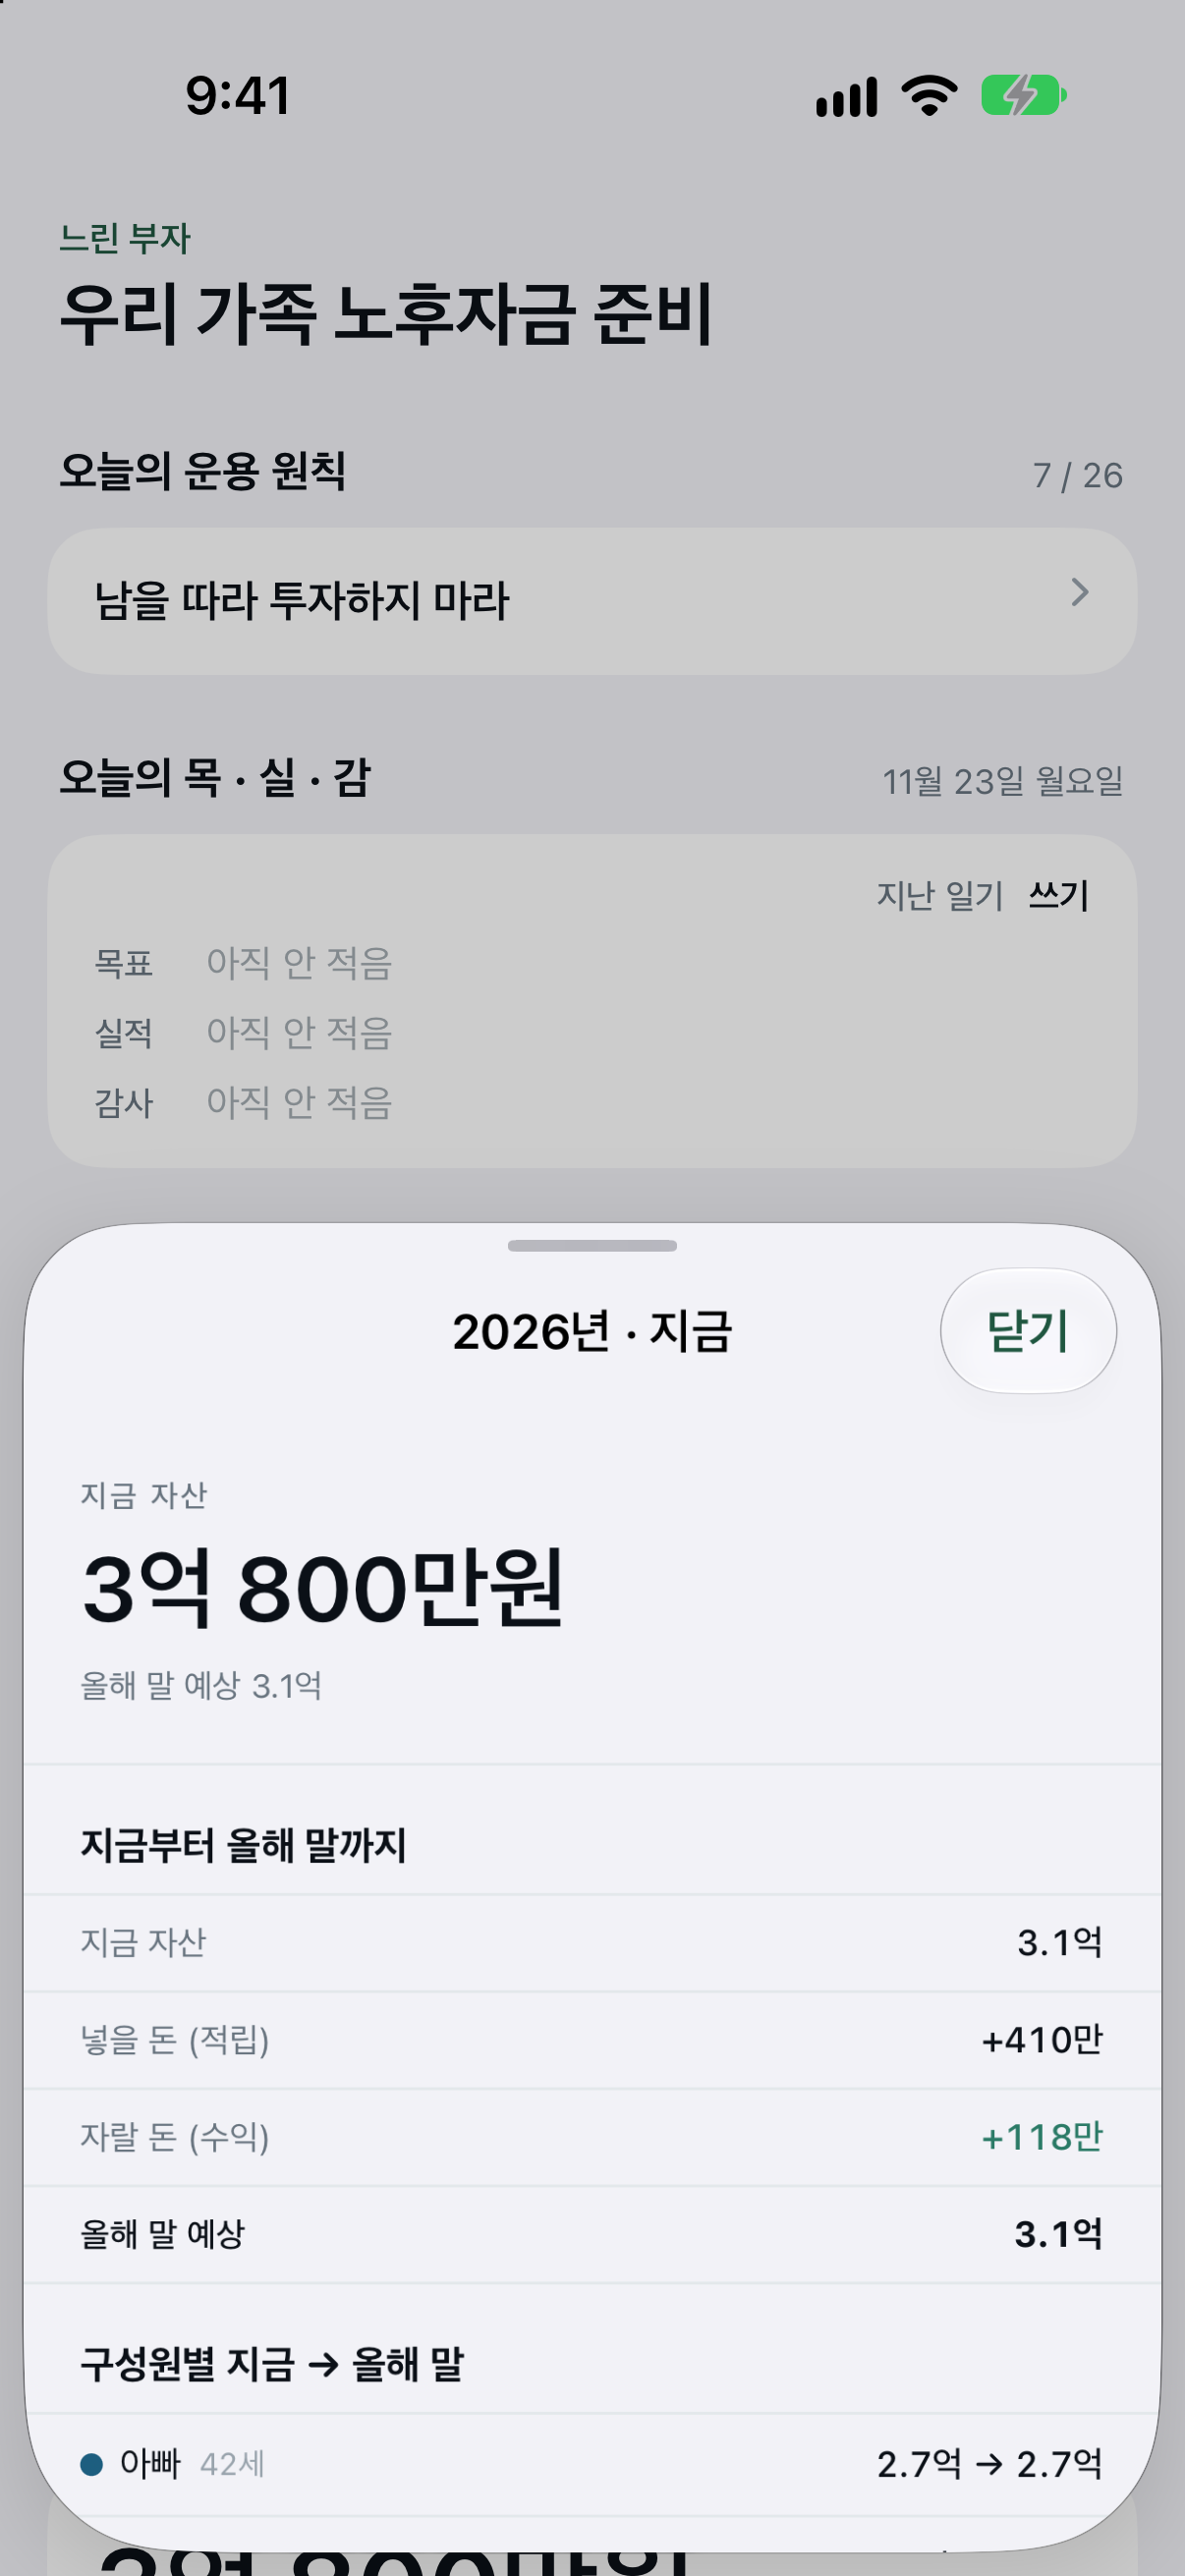 9:41
느린 부자
우리 가족 노후자금 준비
오늘의 운용 원칙
7 / 26
남을 따라 투자하지 마라
오늘의 목 · 실 · 감
11월 23일 월요일
지난 일기 쓰기
목표 아직 안 적음
실적 아직 안 적음
감사 아직 안 적음
2026년 · 지금
닫기
지금 자산
3억 800만원
올해 말 예상 3.1억
지금부터 올해 말까지
지금 자산 3.1억
넣을 돈 (적립) +410만
자랄 돈 (수익) +118만
올해 말 예상 3.1억
구성원별 지금 → 올해 말
아빠 42세 2.7억 → 2.7억
3억 800만원